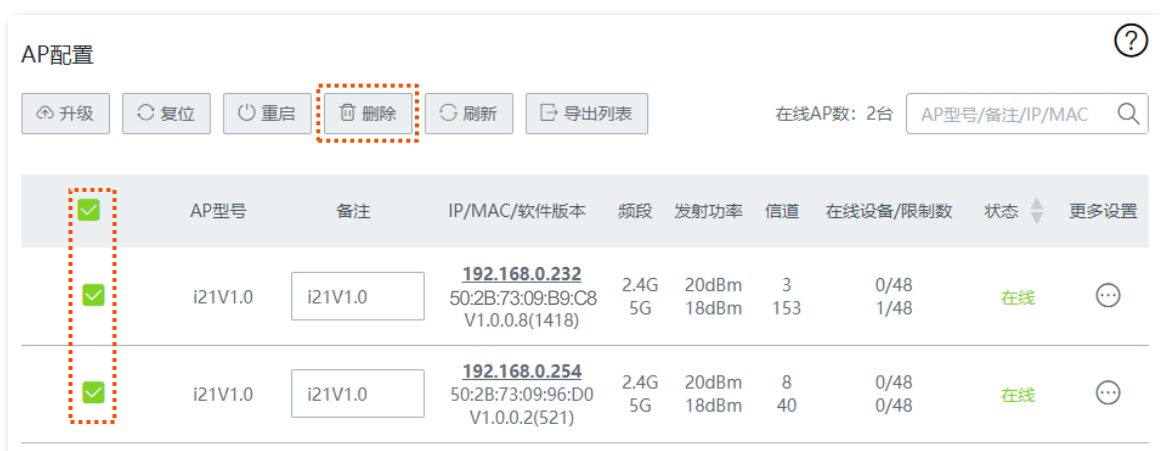 AP配置
升级 复位 重启 删除 刷新 导出列表 在线AP数：2台 AP型号/备注/IP/MAC
AP型号 备注 IP/MAC/软件版本 频段 发射功率 信道 在线设备/限制数 状态 更多设置
192.168.0.232
i21V1.0 i21V1.0 50:2B:73:09:B9:C8 2.4G 20dBm 3 0/48 在线
5G 18dBm 153 1/48
V1.0.0.8(1418)
192.168.0.254
i21V1.0 i21V1.0 50:2B:73:09:96:D0 2.4G 20dBm 8 0/48 在线
5G 18dBm 40 0/48
V1.0.0.2(521)